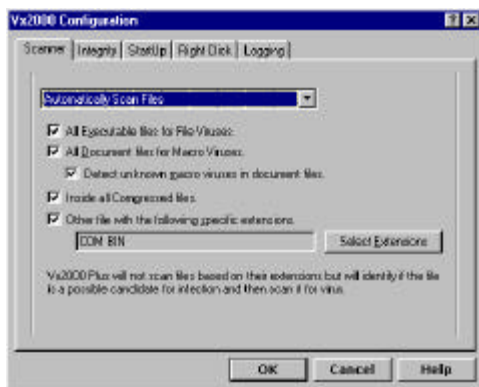 Vx2000 Configuration
Scanner Integrity StartUp Right Click Logging
Automatically Scan Files
All Executable files for File Viruses.
All Document files for Macro Viruses.
Detect unknown macro viruses in document files.
Inside all Compressed files.
Other file with the following specific extensions.
COM BIN
Select Extensions
Vx2000 Plus will not scan files based on their extensions but will identify if the file
is a possible candidate for infection and then scan it for virus.
OK Cancel Help